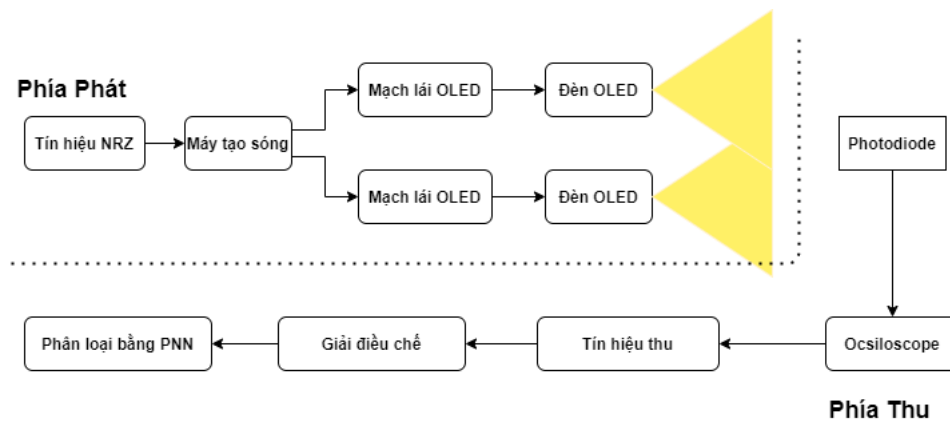 Phía Phát
Tín hiệu NRZ
Máy tạo sóng
Mạch lái OLED
Đèn OLED
Mạch lái OLED
Đèn OLED
Photodiode
Phân loại bằng PNN
Giải điều chế
Tín hiệu thu
Ocsiloscope
Phía Thu